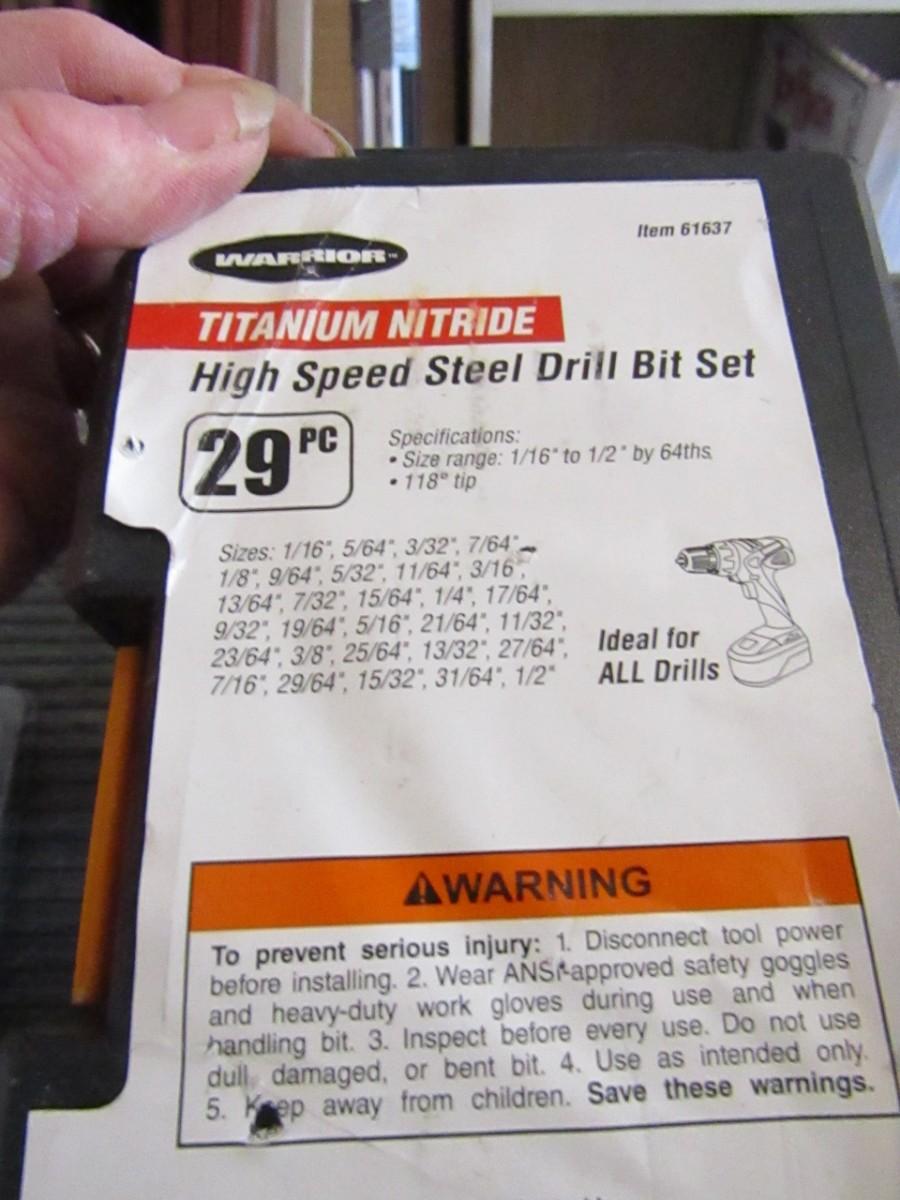 Item 61637
WARRIOR™
TITANIUM NITRIDE
High Speed Steel Drill Bit Set
29 PC
Specifications:
• Size range: 1/16" to 1/2" by 64ths
• 118° tip
Sizes: 1/16", 5/64", 3/32", 7/64",
1/8", 9/64", 5/32", 11/64", 3/16",
13/64", 7/32", 15/64", 1/4", 17/64",
9/32", 19/64", 5/16", 21/64", 11/32",
23/64", 3/8", 25/64", 13/32", 27/64",
7/16", 29/64", 15/32", 31/64", 1/2"
Ideal for
ALL Drills
⚠WARNING
To prevent serious injury: 1. Disconnect tool power
before installing. 2. Wear ANSI-approved safety goggles
and heavy-duty work gloves during use and when
handling bit. 3. Inspect before every use. Do not use
dull, damaged, or bent bit. 4. Use as intended only.
5. Keep away from children. Save these warnings.